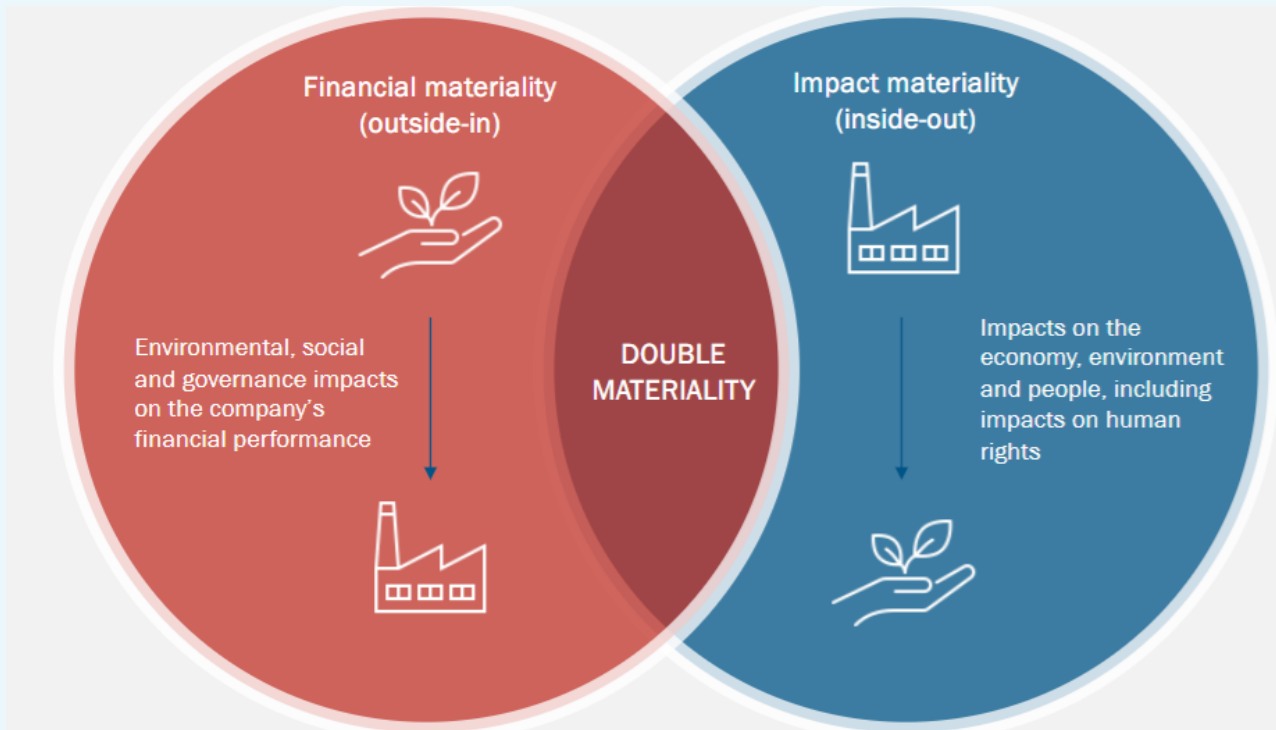 Financial materiality
(outside-in)
Environmental, social
and governance impacts
on the company's
financial performance
DOUBLE
MATERIALITY
Impact materiality
(inside-out)
Impacts on the
economy, environment
and people, including
impacts on human
rights